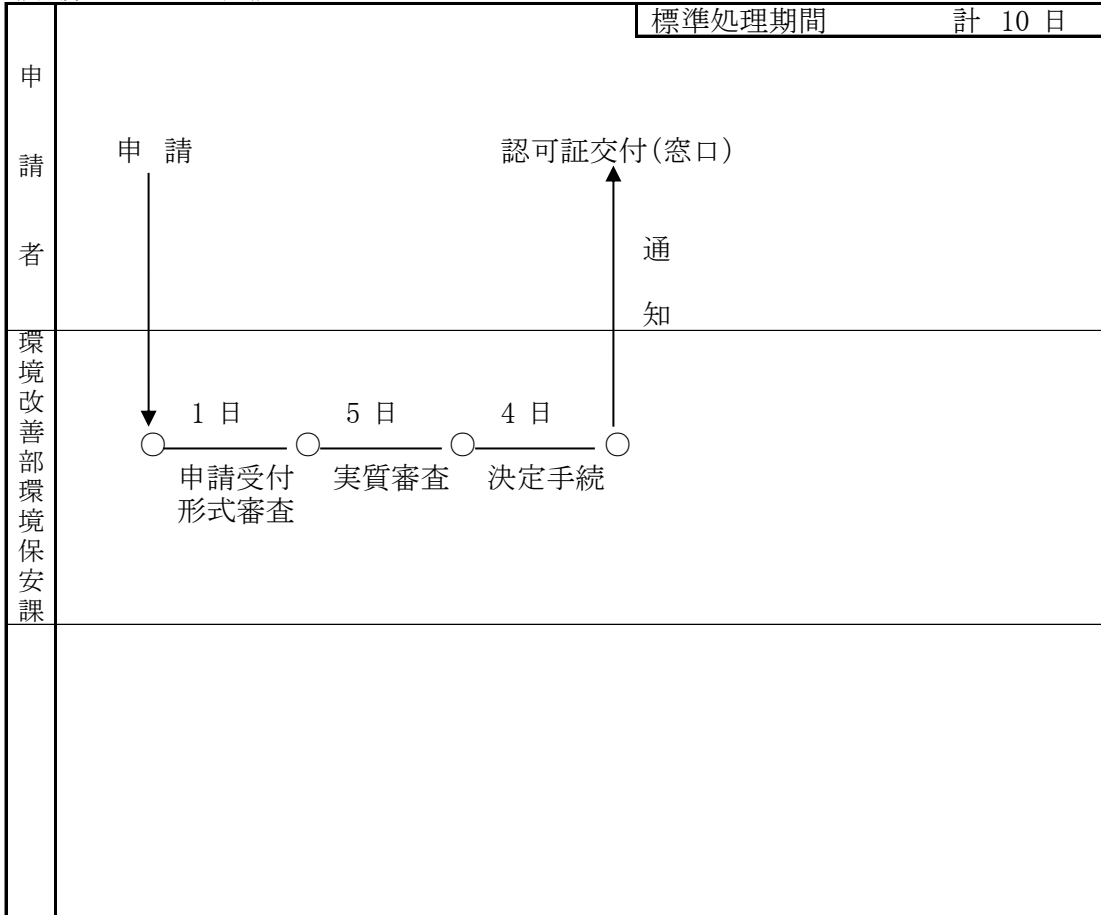 標準処理期間 計 10 日
申請者
申 請
認可証交付(窓口)
通知
環境改善部環境保安課
1 日
5 日
4 日
申請受付
形式審査
実質審査
決定手続